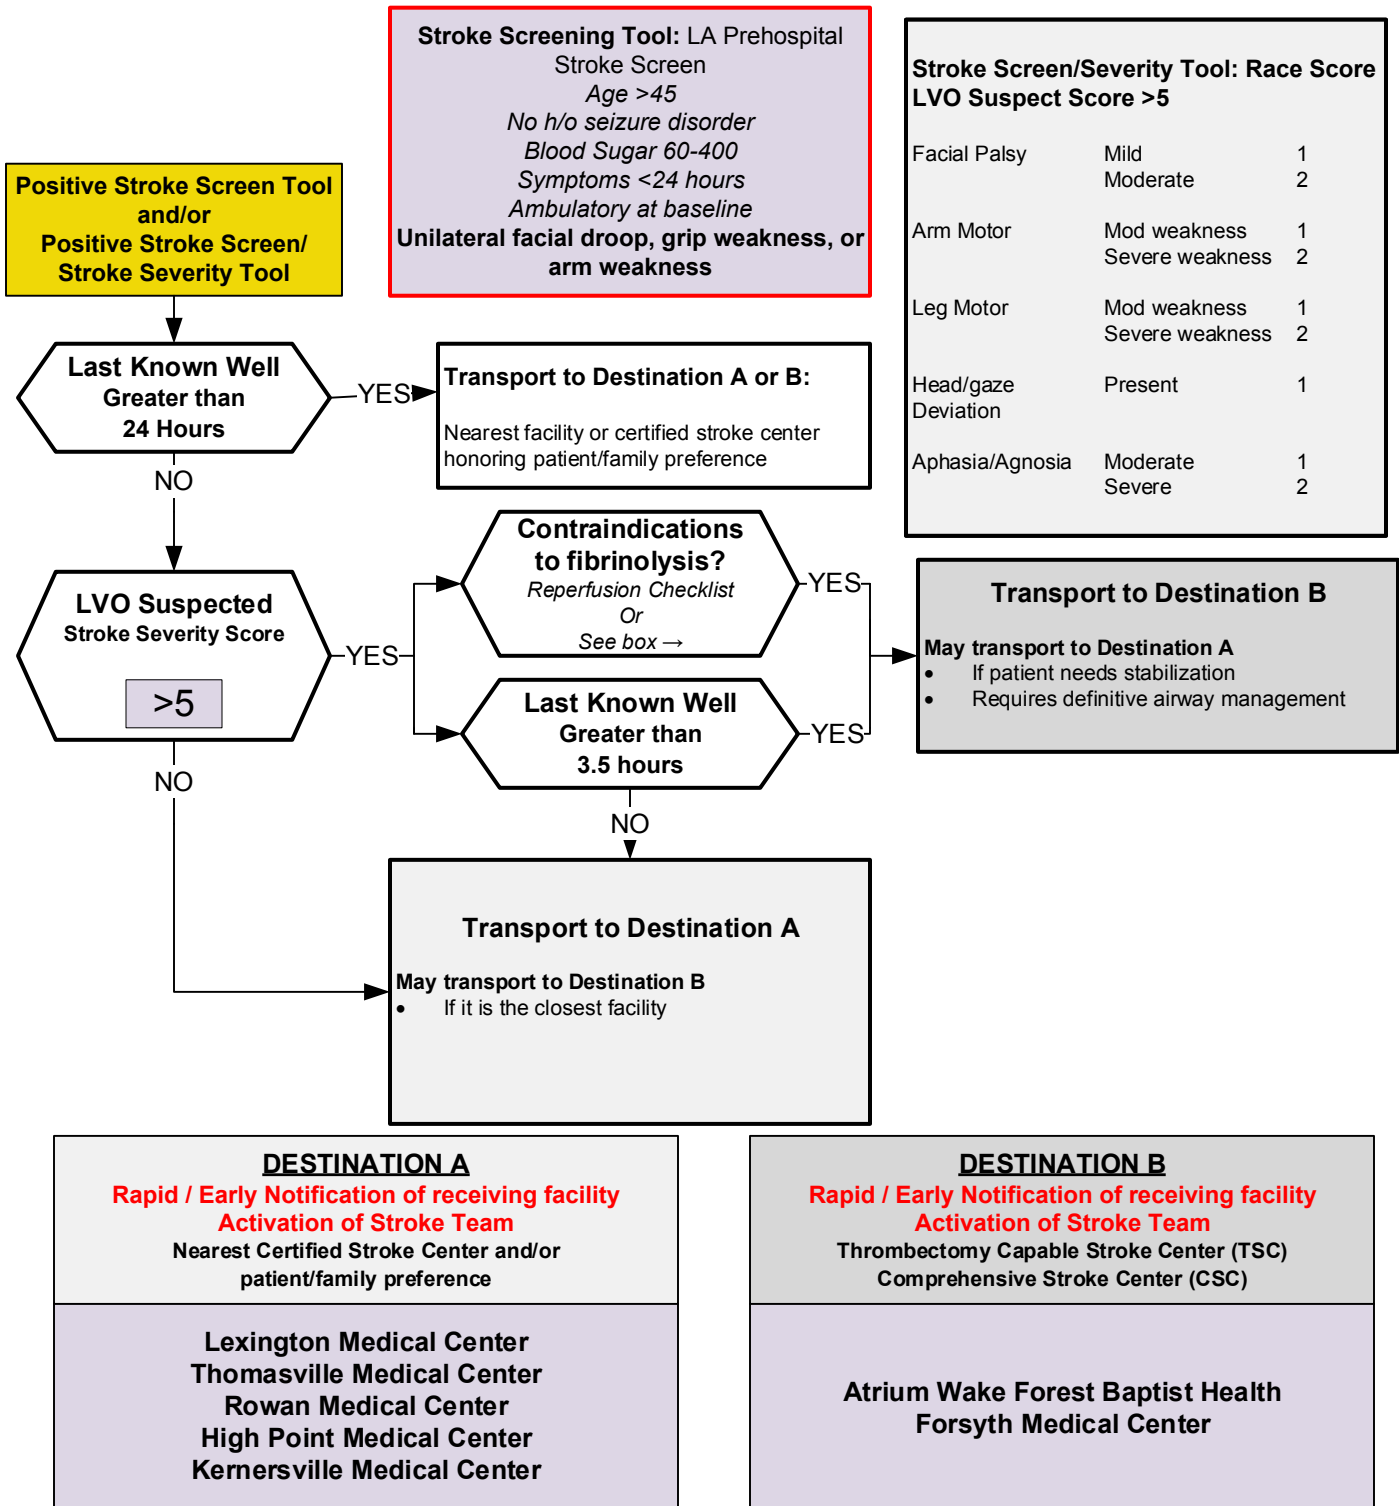 Stroke Screening Tool: LA Prehospital
Stroke Screen
Age >45
No h/o seizure disorder
Blood Sugar 60-400
Symptoms <24 hours
Ambulatory at baseline
Unilateral facial droop, grip weakness, or
arm weakness
Stroke Screen/Severity Tool: Race Score
LVO Suspect Score >5
Facial Palsy Mild 1
Moderate 2
Arm Motor Mod weakness 1
Severe weakness 2
Leg Motor Mod weakness 1
Severe weakness 2
Head/gaze Present 1
Deviation
Aphasia/Agnosia Moderate 1
Severe 2
Positive Stroke Screen Tool
and/or
Positive Stroke Screen/
Stroke Severity Tool
Last Known Well
Greater than
24 Hours
YES
Transport to Destination A or B:
Nearest facility or certified stroke center
honoring patient/family preference
NO
LVO Suspected
Stroke Severity Score
>5
YES
Contraindications
to fibrinolysis?
Reperfusion Checklist
Or
See box →
YES
Last Known Well
Greater than
3.5 hours
YES
Transport to Destination B
May transport to Destination A
• If patient needs stabilization
• Requires definitive airway management
NO
NO
Transport to Destination A
May transport to Destination B
• If it is the closest facility
DESTINATION A
Rapid / Early Notification of receiving facility
Activation of Stroke Team
Nearest Certified Stroke Center and/or
patient/family preference
Lexington Medical Center
Thomasville Medical Center
Rowan Medical Center
High Point Medical Center
Kernersville Medical Center
DESTINATION B
Rapid / Early Notification of receiving facility
Activation of Stroke Team
Thrombectomy Capable Stroke Center (TSC)
Comprehensive Stroke Center (CSC)
Atrium Wake Forest Baptist Health
Forsyth Medical Center